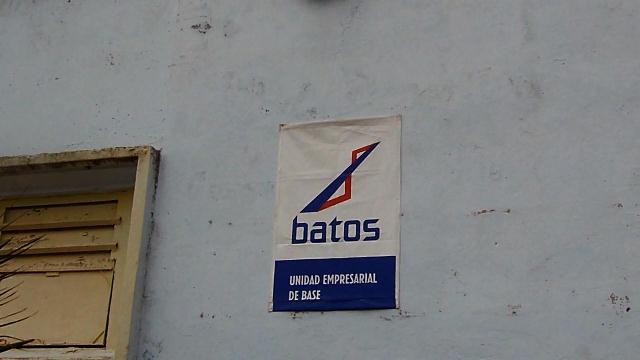 batos
UNIDAD EMPRESARIAL
DE BASE